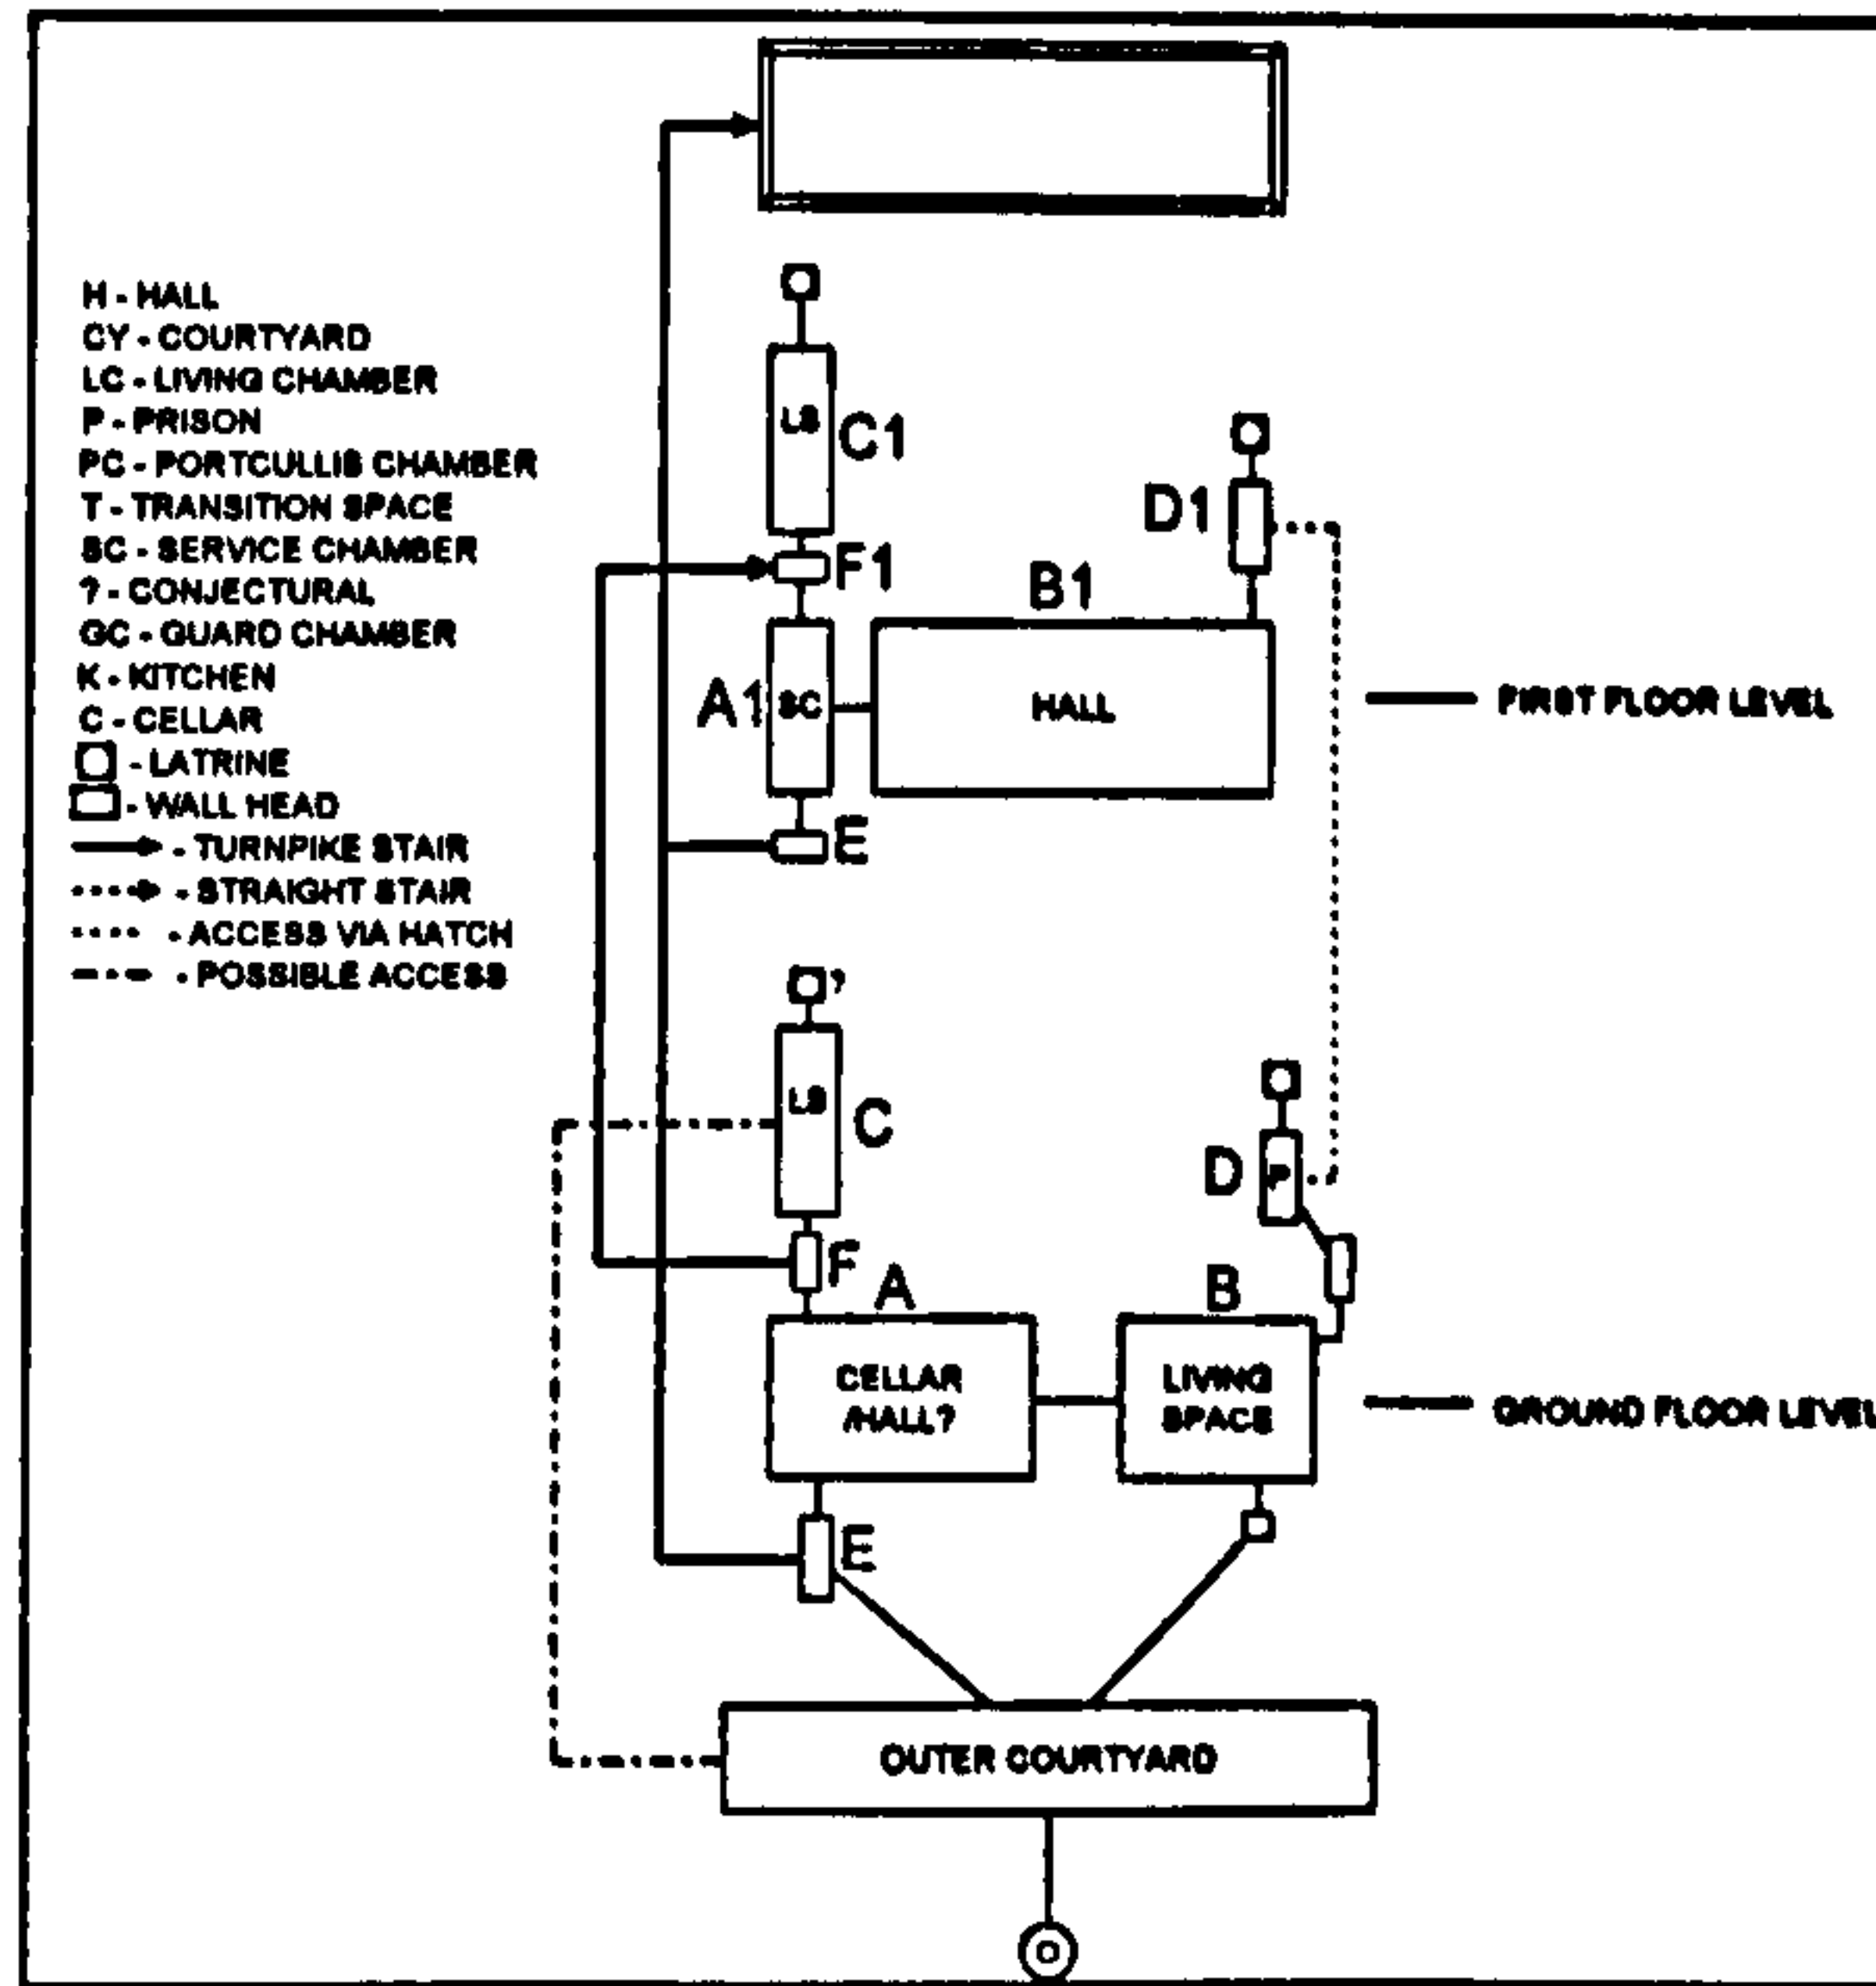 H - HALL
CY - COURTYARD
LC - LIVING CHAMBER
P - PRISON
PC - PORTCULLIS CHAMBER
T - TRANSITION SPACE
SC - SERVICE CHAMBER
? - CONJECTURAL
GC - GUARD CHAMBER
K - KITCHEN
C - CELLAR
- LATRINE
- WALL HEAD
- TURNPIKE STAIR
- STRAIGHT STAIR
- ACCESS VIA HATCH
- POSSIBLE ACCESS
LS
C1
D1
F1
B1
A1
SC
HALL
FIRST FLOOR LEVEL
E
?
LS
C
D
P
F
A
B
CELLAR
/HALL?
LIVING
SPACE
GROUND FLOOR LEVEL
E
OUTER COURTYARD